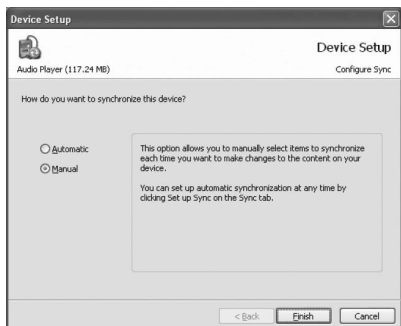 Device Setup
Device Setup
Audio Player (117.24 MB)
Configure Sync
How do you want to synchronize this device?
Automatic
Manual
This option allows you to manually select items to synchronize
each time you want to make changes to the content on your
device.
You can set up automatic synchronization at any time by
clicking Set up Sync on the Sync tab.
< Back
Finish
Cancel